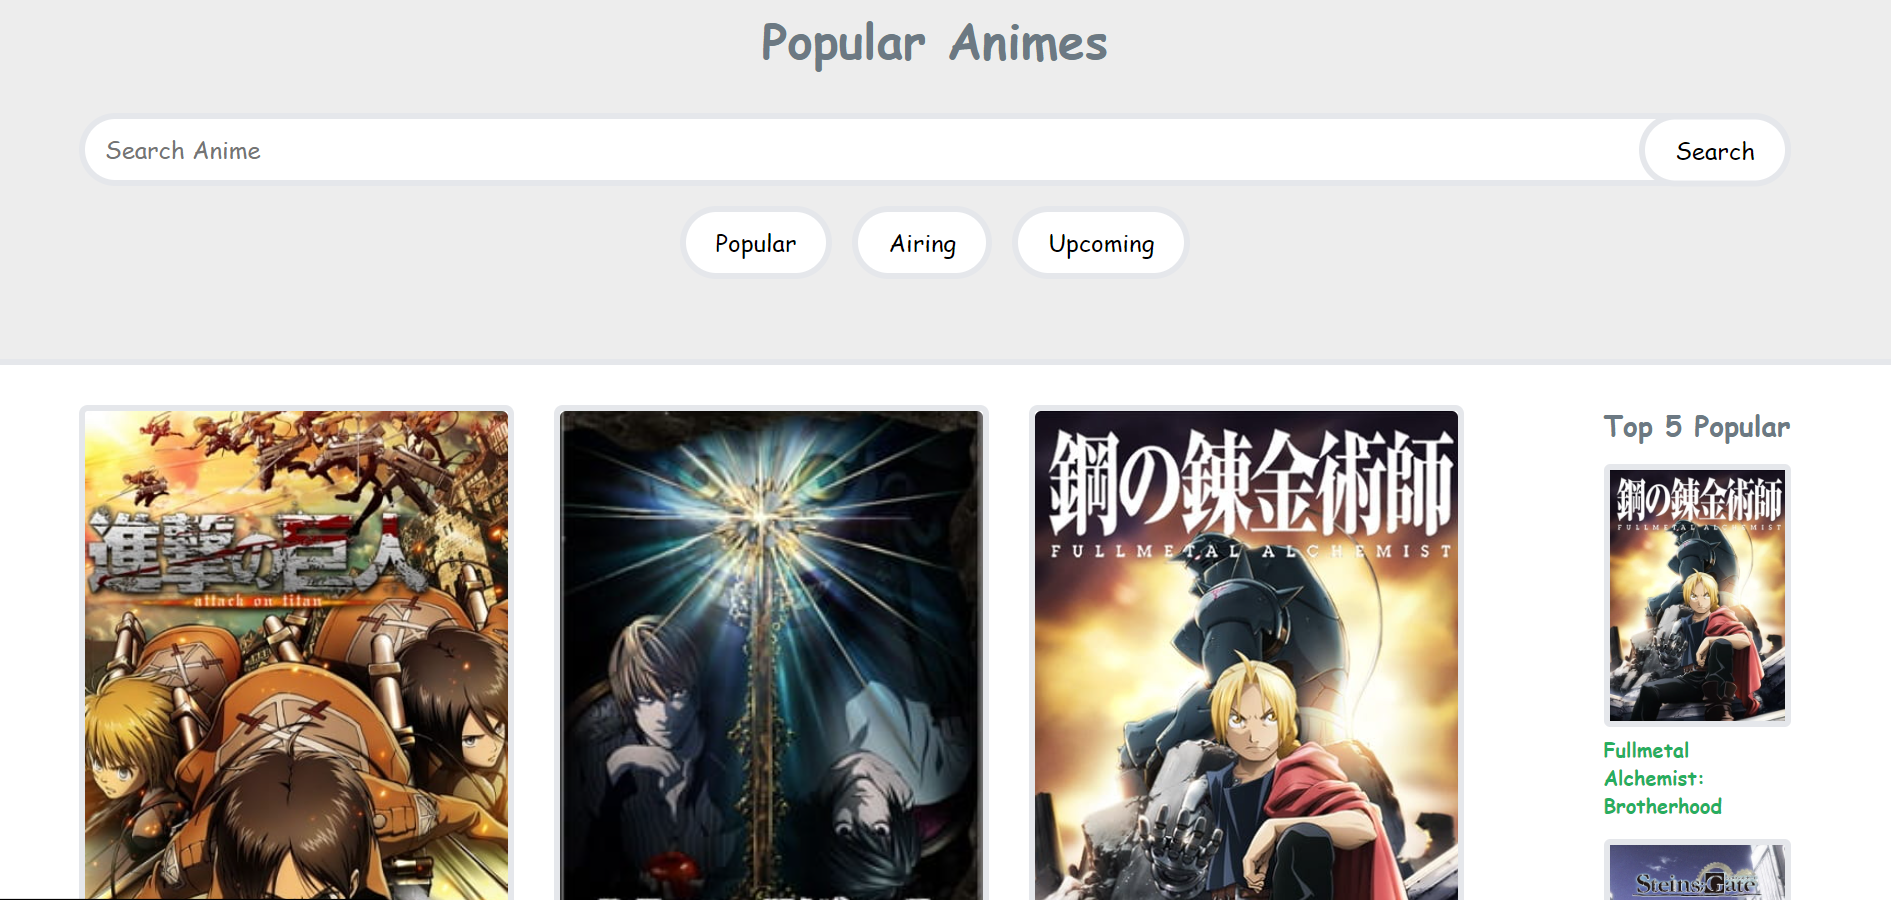 Popular Animes
Search Anime
Search
Popular
Airing
Upcoming
進撃の巨人
attack on titan
鋼の錬金術師
FULLMETAL ALCHEMIST
Top 5 Popular
鋼の錬金術師
FULLMETAL ALCHEMIST
Fullmetal
Alchemist:
Brotherhood
Steins;Gate